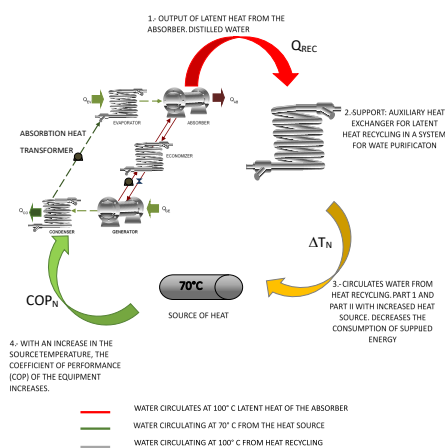 1.- OUTPUT OF LATENT HEAT FROM THE
ABSORBER. DISTILLED WATER
Q_REC
EVAPORATOR
ABSORBER
2.-SUPPORT: AUXILIARY HEAT
EXCHANGER FOR LATENT
HEAT RECYCLING IN A SYSTEM
FOR WATE PURIFICATON
ABSORBTION HEAT
TRANSFORMER
ECONOMIZER
CONDENSER
GENERATOR
ΔT_N
70°C
SOURCE OF HEAT
COP_N
3.- CIRCULATES WATER FROM
HEAT RECYCLING. PART 1 AND
PART II WITH INCREASED HEAT
SOURCE. DECREASES THE
CONSUMPTION OF SUPPLIED
ENERGY
4.- WITH AN INCREASE IN THE
SOURCE TEMPERATURE, THE
COEFFICIENT OF PERFORMANCE
(COP) OF THE EQUIPMENT
INCREASES.
WATER CIRCULATES AT 100° C LATENT HEAT OF THE ABSORBER
WATER CIRCULATING AT 70° C FROM THE HEAT SOURCE
WATER CIRCULATING AT 100° C FROM HEAT RECYCLING